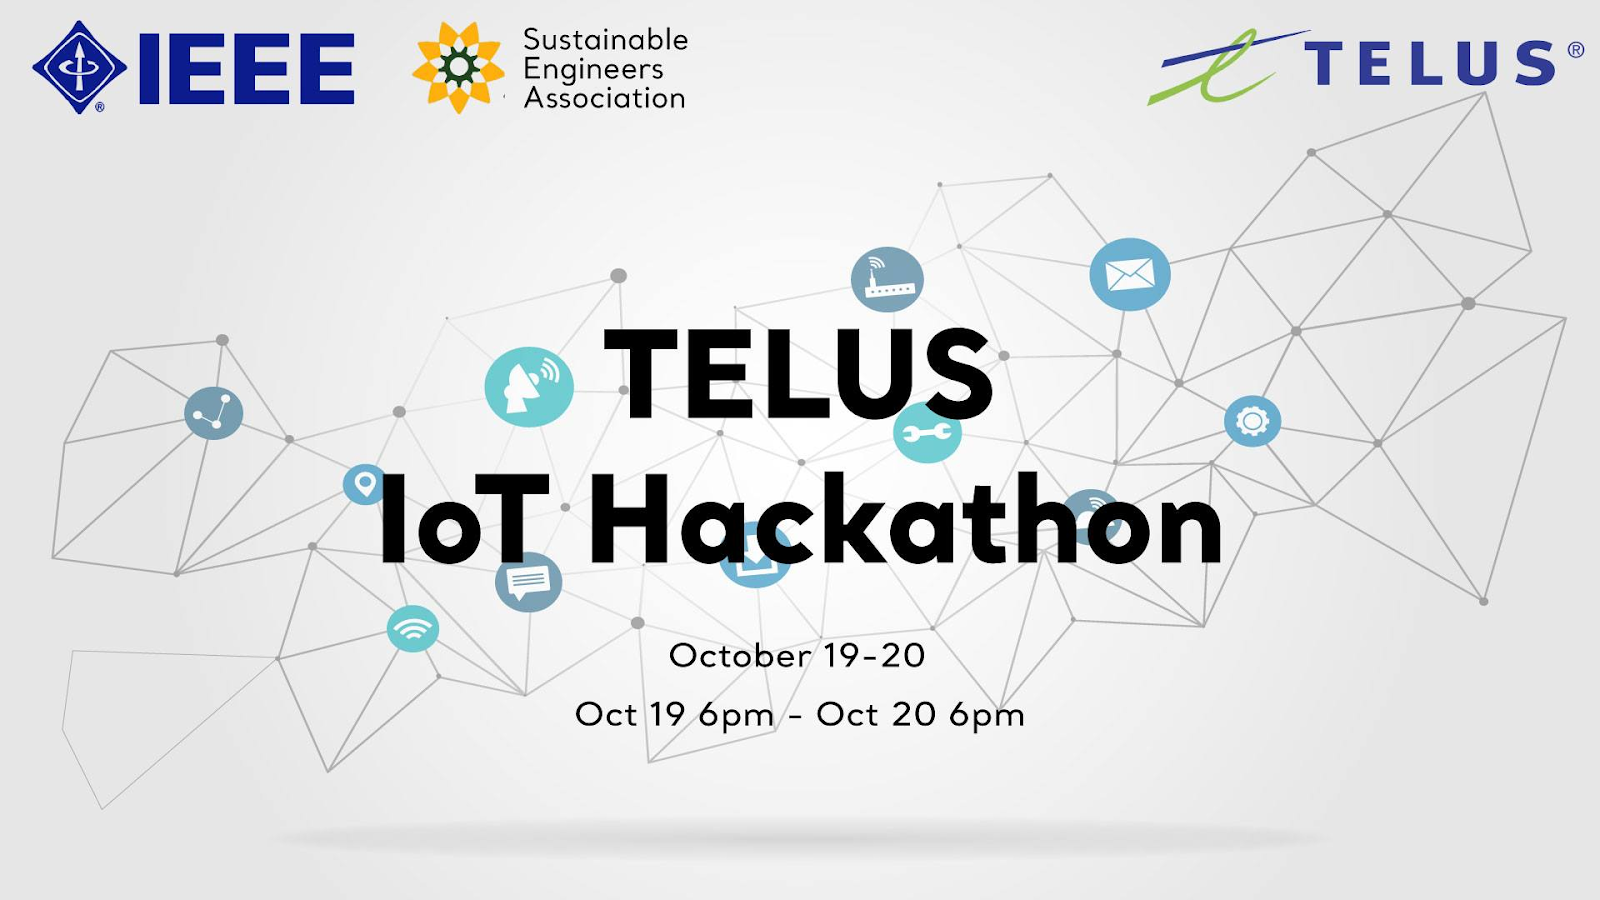 IEEE®
Sustainable
Engineers
Association
TELUS®
TELUS
IoT Hackathon
October 19-20
Oct 19 6pm - Oct 20 6pm